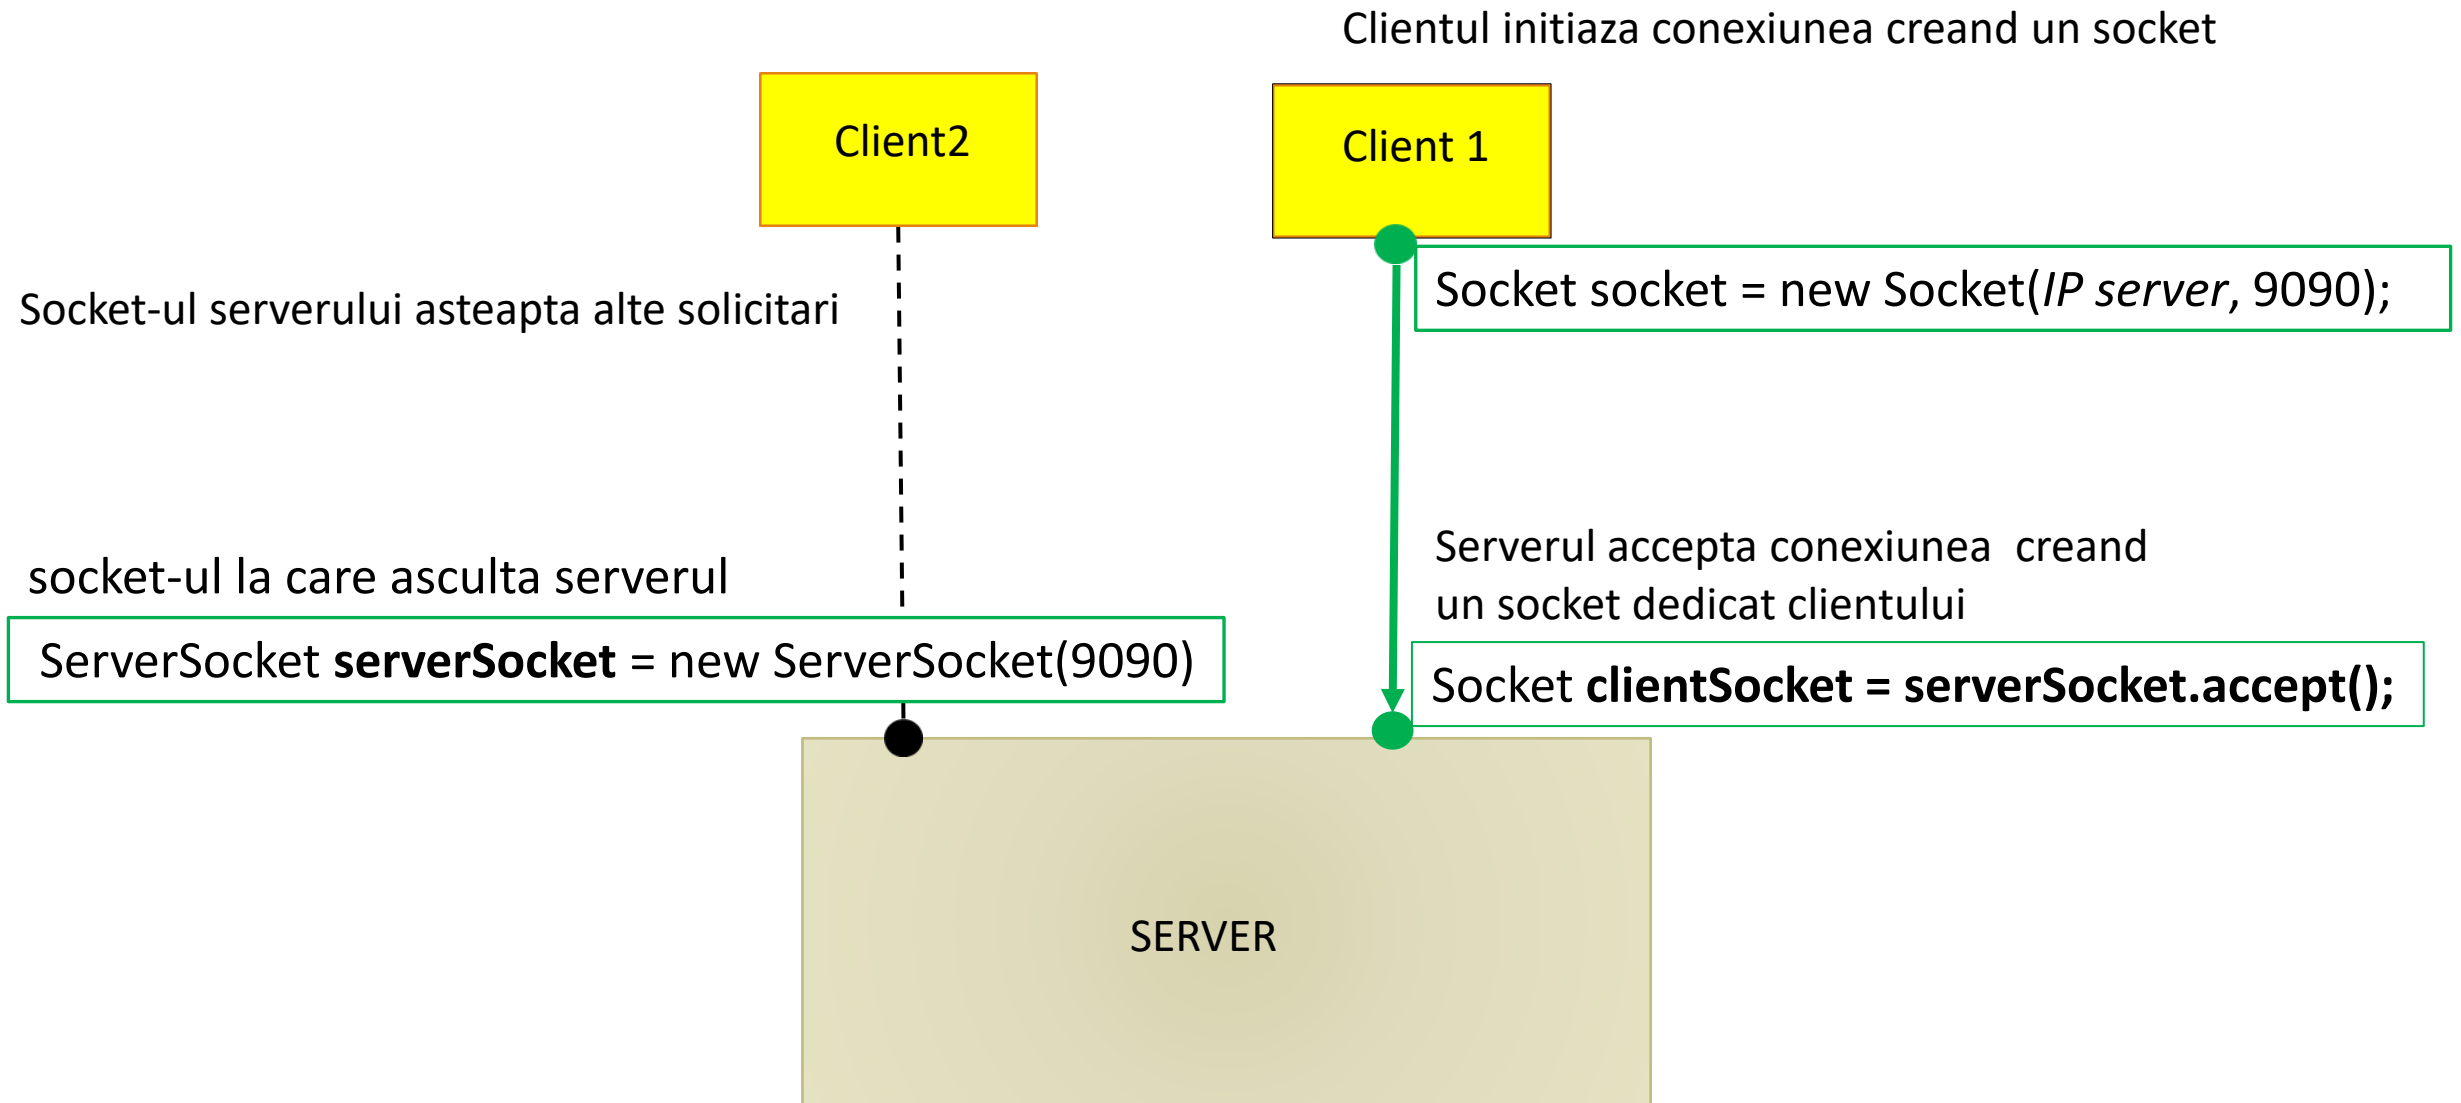 Clientul initiaza conexiunea creand un socket
Client2
Client 1
Socket-ul serverului asteapta alte solicitari
Socket socket = new Socket(IP server, 9090);
socket-ul la care asculta serverul
ServerSocket serverSocket = new ServerSocket(9090)
Serverul accepta conexiunea  creand
un socket dedicat clientului
Socket clientSocket = serverSocket.accept();
SERVER